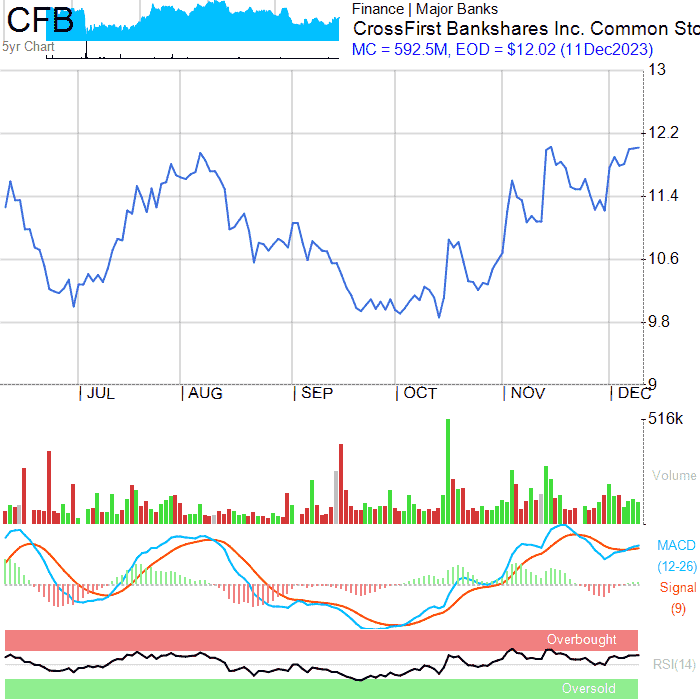 CFB
5yr Chart
Finance | Major Banks
CrossFirst Bankshares Inc. Common Sto
MC = 592.5M, EOD = $12.02 (11Dec2023)
13
12.2
11.4
10.6
9.8
9
JUL AUG SEP OCT NOV DEC
516k
Volume
MACD
(12-26)
Signal
(9)
Overbought
RSI(14)
Oversold